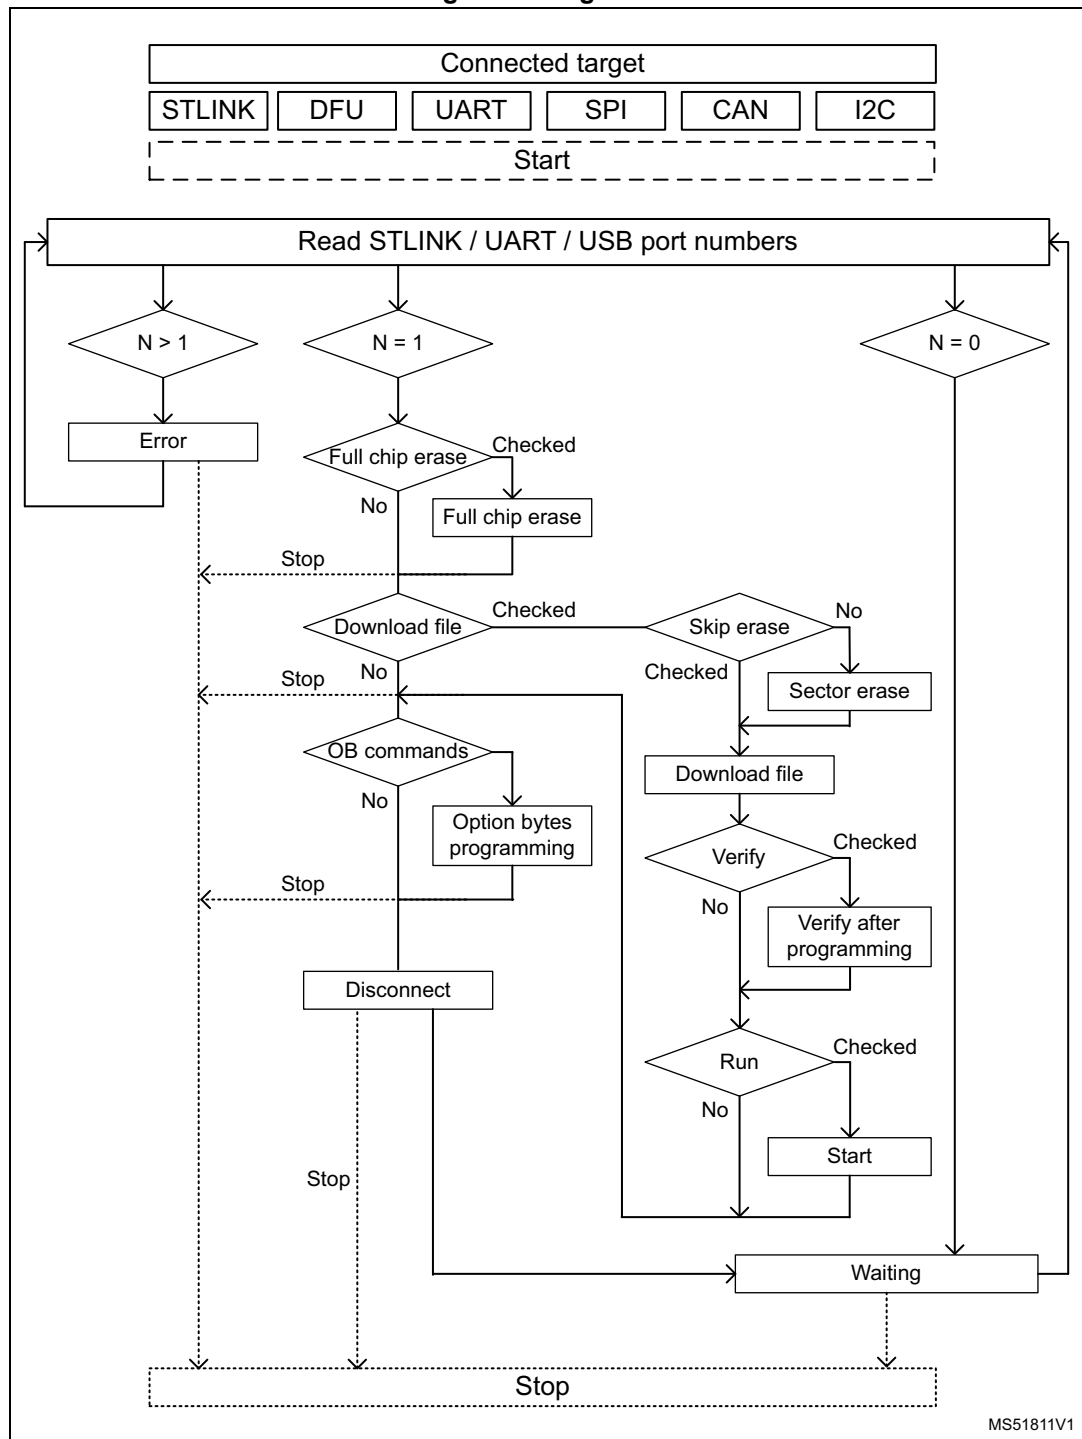 Connected target
STLINK DFU UART SPI CAN I2C
Start
Read STLINK / UART / USB port numbers
N > 1
N = 1
N = 0
Error
Full chip erase
Checked
No
Full chip erase
Stop
Download file
Checked
Skip erase
No
No
Checked
Stop
Sector erase
OB commands
Download file
No
Option bytes
programming
Verify
Checked
Stop
No
Verify after
programming
Disconnect
Run
Checked
No
Start
Stop
Waiting
Stop
MS51811V1